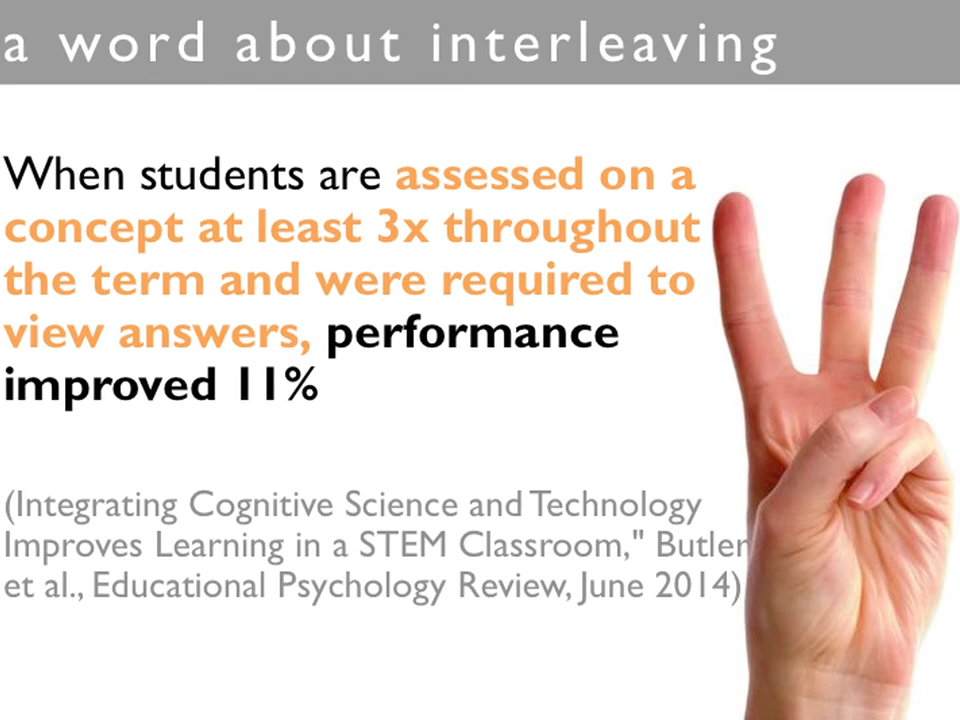 a word about interleaving
When students are assessed on a
concept at least 3x throughout
the term and were required to
view answers, performance
improved 11%
(Integrating Cognitive Science and Technology
Improves Learning in a STEM Classroom," Butler
et al., Educational Psychology Review, June 2014)